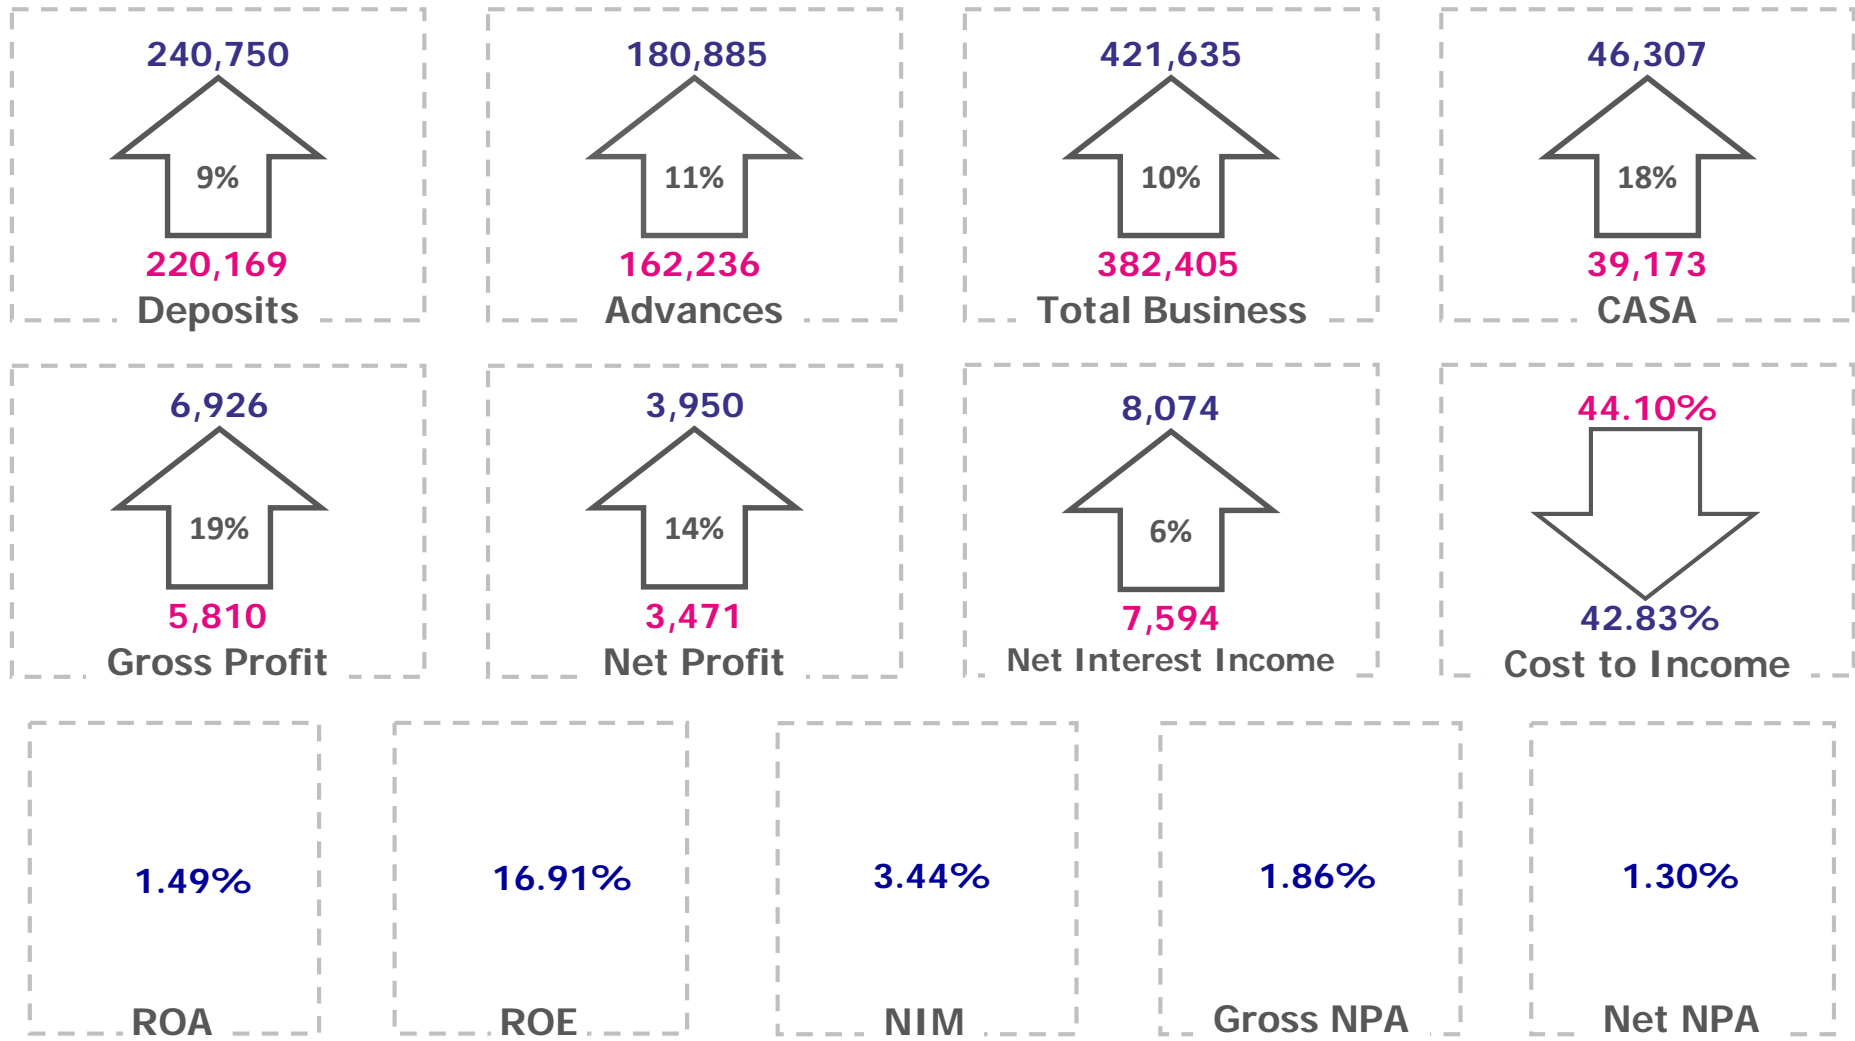 240,750
9%
220,169
Deposits
180,885
11%
162,236
Advances
421,635
10%
382,405
Total Business
46,307
18%
39,173
CASA
6,926
19%
5,810
Gross Profit
3,950
14%
3,471
Net Profit
8,074
6%
7,594
Net Interest Income
44.10%
42.83%
Cost to Income
1.49%
ROA
16.91%
ROE
3.44%
NIM
1.86%
Gross NPA
1.30%
Net NPA